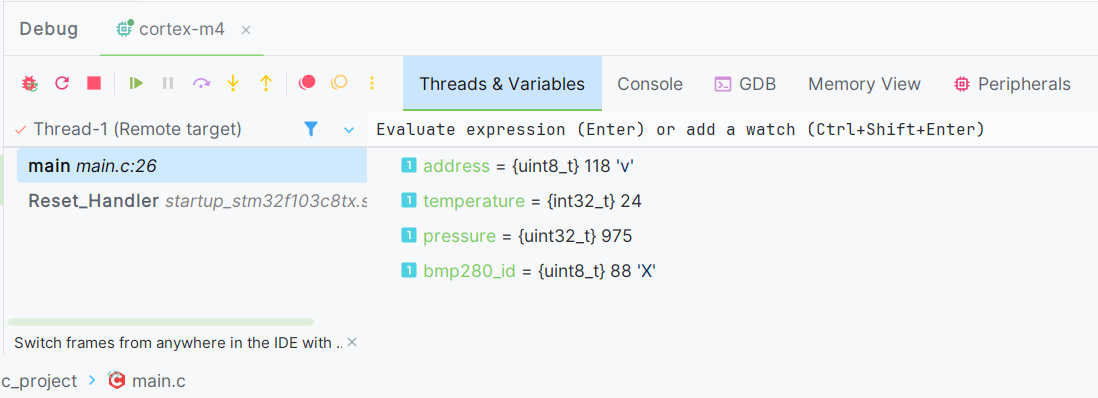 Debug cortex-m4
Threads & Variables Console GDB Memory View Peripherals
Thread-1 (Remote target)
Evaluate expression (Enter) or add a watch (Ctrl+Shift+Enter)
main main.c:26
Reset_Handler startup_stm32f103c8tx.s
address = {uint8_t} 118 'v'
temperature = {int32_t} 24
pressure = {uint32_t} 975
bmp280_id = {uint8_t} 88 'X'
Switch frames from anywhere in the IDE with ..
c_project > main.c